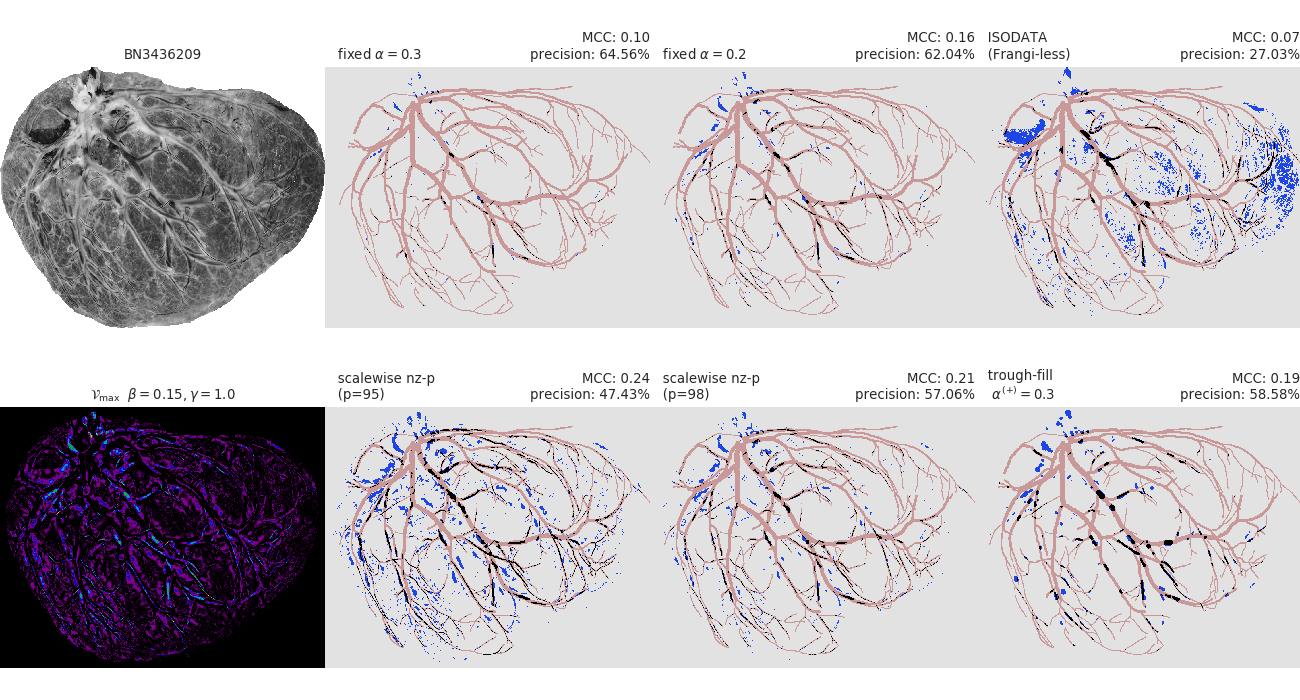 BN3436209
fixed α = 0.3
MCC: 0.10
precision: 64.56%
fixed α = 0.2
MCC: 0.16
precision: 62.04%
ISODATA
(Frangi-less)
MCC: 0.07
precision: 27.03%
𝒱max β = 0.15, γ = 1.0
scalewise nz-p
(p=95)
MCC: 0.24
precision: 47.43%
scalewise nz-p
(p=98)
MCC: 0.21
precision: 57.06%
trough-fill
α(+) = 0.3
MCC: 0.19
precision: 58.58%